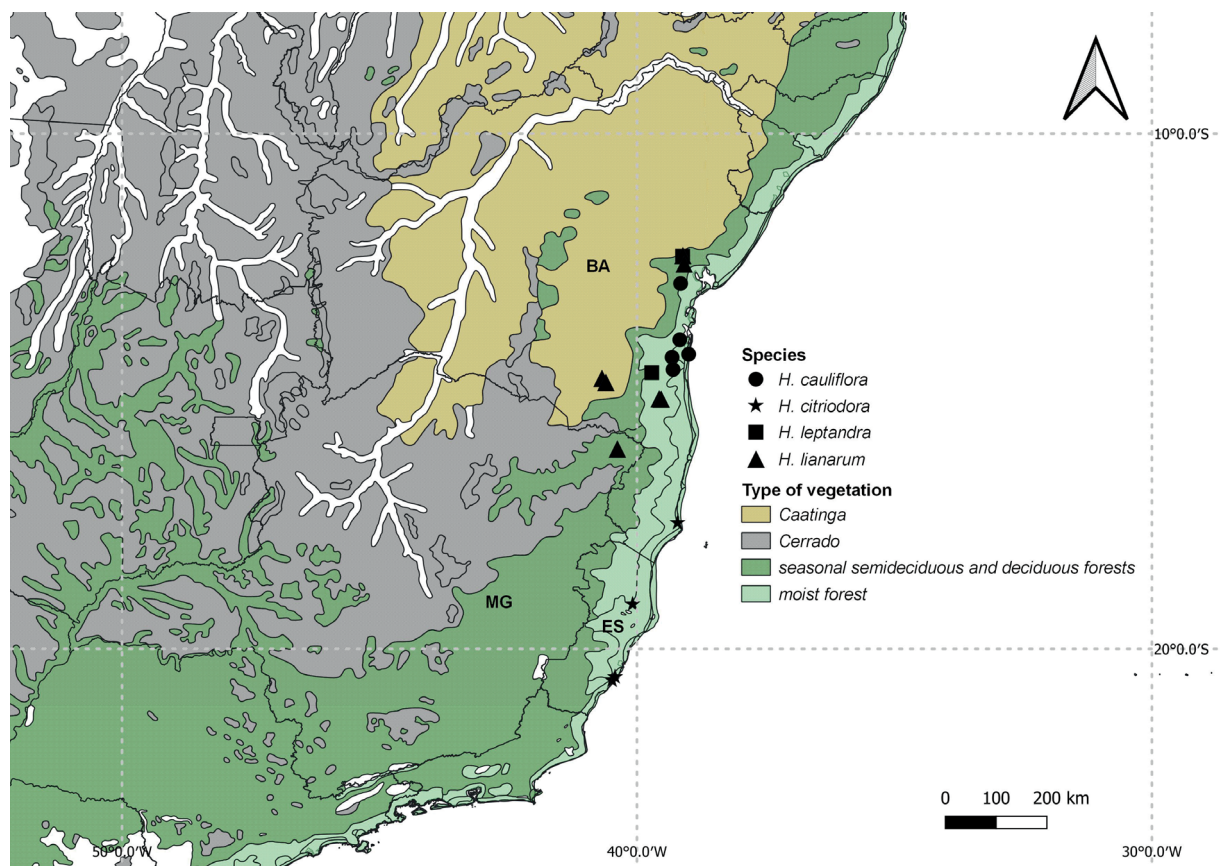 10°0.0'S
BA
Species
H. cauliflora
H. citriodora
H. leptandra
H. lianarum
Type of vegetation
Caatinga
Cerrado
seasonal semideciduous and deciduous forests
moist forest
MG
ES
20°0.0'S
0 100 200 km
50°0.0'W 40°0.0'W 30°0.0'W